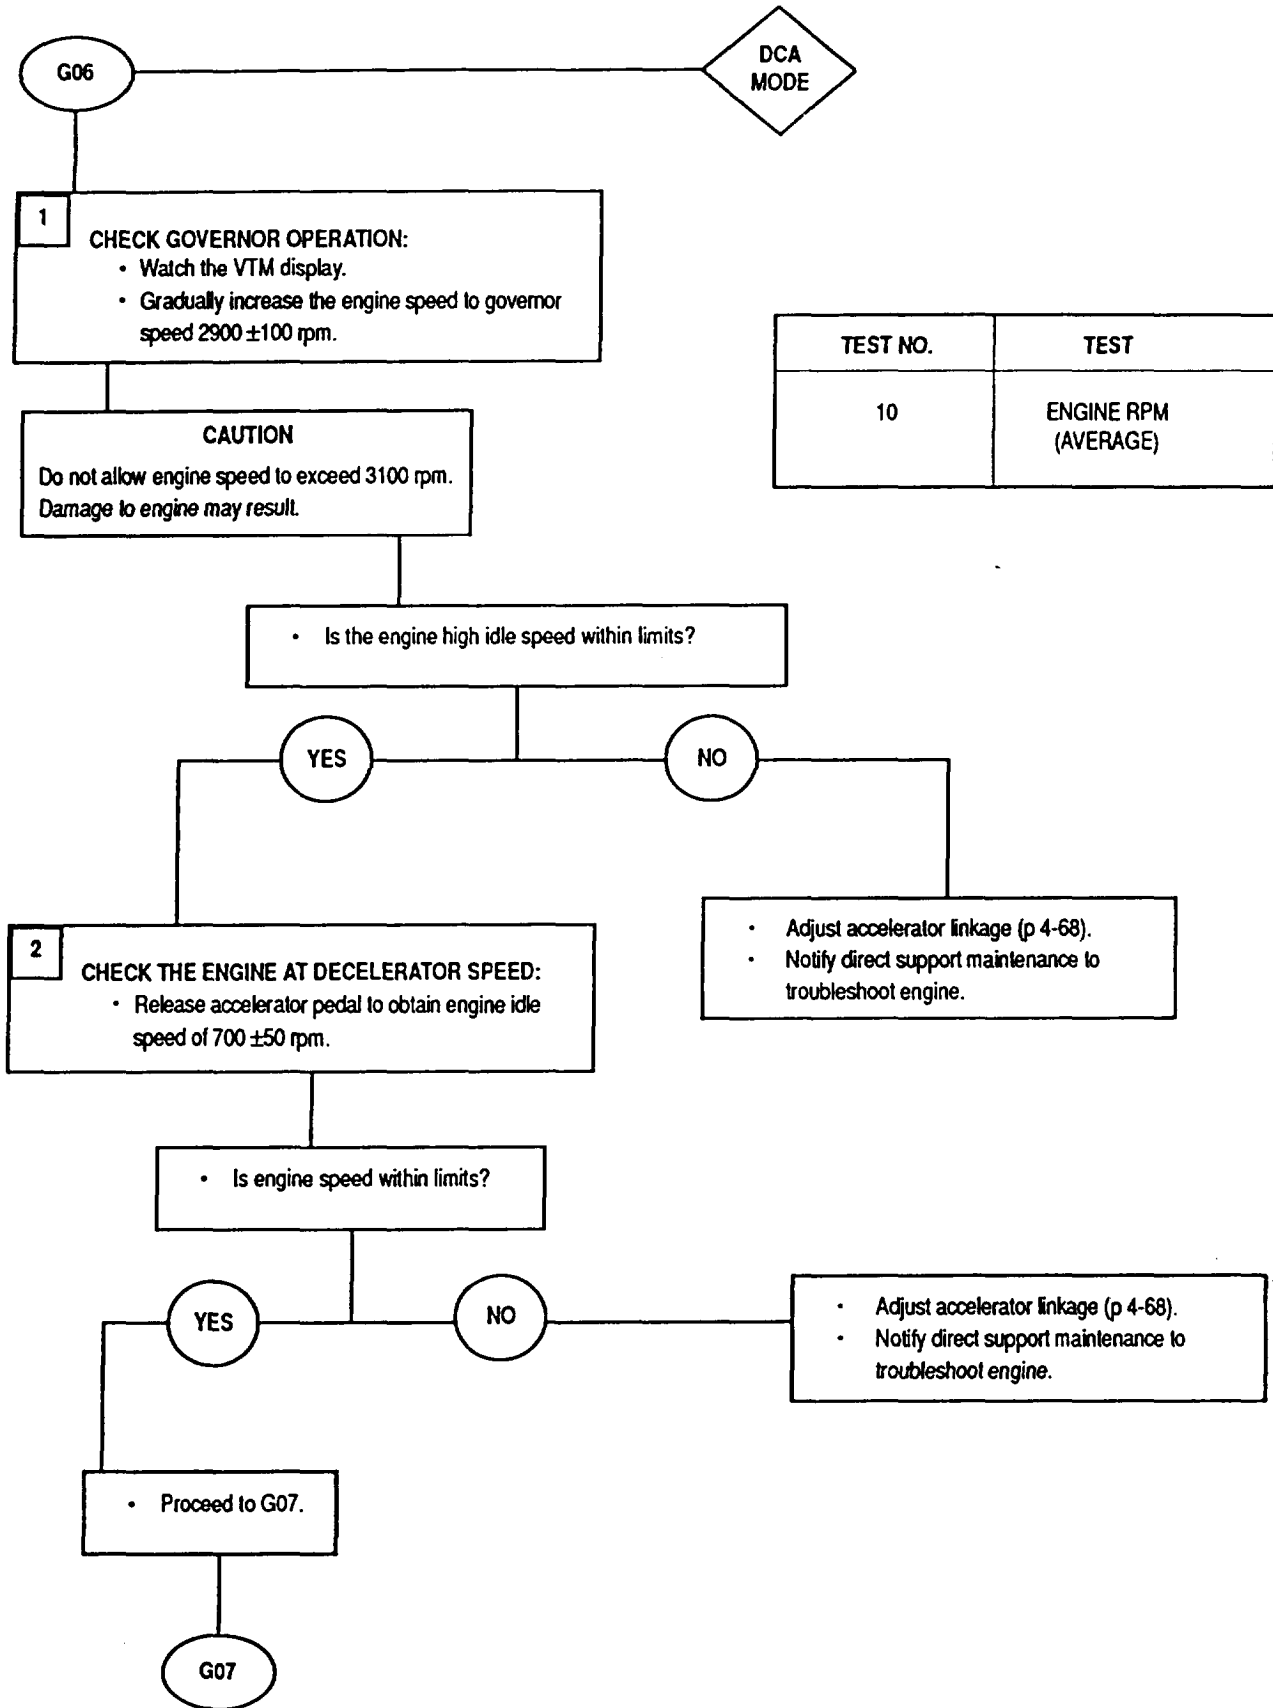 G06
DCA
MODE
1
CHECK GOVERNOR OPERATION:
• Watch the VTM display.
• Gradually increase the engine speed to governor
speed 2900 ±100 rpm.
TEST NO. TEST
10 ENGINE RPM
(AVERAGE)
CAUTION
Do not allow engine speed to exceed 3100 rpm.
Damage to engine may result.
• Is the engine high idle speed within limits?
YES
NO
• Adjust accelerator linkage (p 4-68).
• Notify direct support maintenance to
troubleshoot engine.
2
CHECK THE ENGINE AT DECELERATOR SPEED:
• Release accelerator pedal to obtain engine idle
speed of 700 ±50 rpm.
• Is engine speed within limits?
YES
NO
• Adjust accelerator linkage (p 4-68).
• Notify direct support maintenance to
troubleshoot engine.
• Proceed to G07.
G07